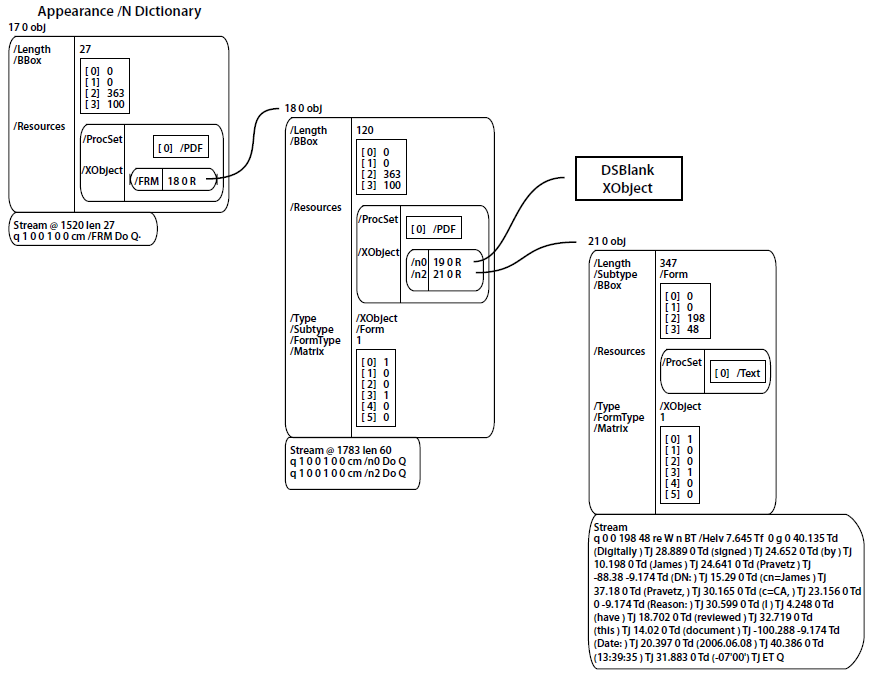 Appearance /N Dictionary
17 0 obj
/Length 27
/BBox
[ 0] 0
[ 1] 0
[ 2] 363
[ 3] 100
/Resources
/ProcSet
[ 0] /PDF
/XObject
/FRM 18 0 R
Stream @ 1520 len 27
q 1 0 0 1 0 0 cm /FRM Do Q·
18 0 obj
/Length 120
/BBox
[ 0] 0
[ 1] 0
[ 2] 363
[ 3] 100
/Resources
/ProcSet
[ 0] /PDF
/XObject
/n0 19 0 R
/n2 21 0 R
/Type /XObject
/Subtype /Form
/FormType 1
/Matrix
[ 0] 1
[ 1] 0
[ 2] 0
[ 3] 1
[ 4] 0
[ 5] 0
Stream @ 1783 len 60
q 1 0 0 1 0 0 cm /n0 Do Q
q 1 0 0 1 0 0 cm /n2 Do Q
DSBlank
XObject
21 0 obj
/Length 347
/Subtype /Form
/BBox
[ 0] 0
[ 1] 0
[ 2] 198
[ 3] 48
/Resources
/ProcSet
[ 0] /Text
/Type /XObject
/FormType 1
/Matrix
[ 0] 1
[ 1] 0
[ 2] 0
[ 3] 1
[ 4] 0
[ 5] 0
Stream
q 0 0 198 48 re W n BT /Helv 7.645 Tf 0 g 0 40.135 Td
(Digitally ) Tj 28.889 0 Td (signed ) Tj 24.652 0 Td (by ) Tj
10.198 0 Td (James ) Tj 24.641 0 Td (Pravetz ) Tj
-88.38 -9.174 Td (DN: ) Tj 15.29 0 Td (cn=James ) Tj
37.18 0 Td (Pravetz, ) Tj 30.165 0 Td (c=CA, ) Tj 23.156 0 Td
0 -9.174 Td (Reason: ) Tj 30.599 0 Td (I ) Tj 4.248 0 Td
(have ) Tj 18.702 0 Td (reviewed ) Tj 32.719 0 Td
(this ) Tj 14.02 0 Td (document ) Tj -100.288 -9.174 Td
(Date: ) Tj 20.397 0 Td (2006.06.08 ) Tj 40.386 0 Td
(13:39:35 ) Tj 31.883 0 Td (-07'00') Tj ET Q